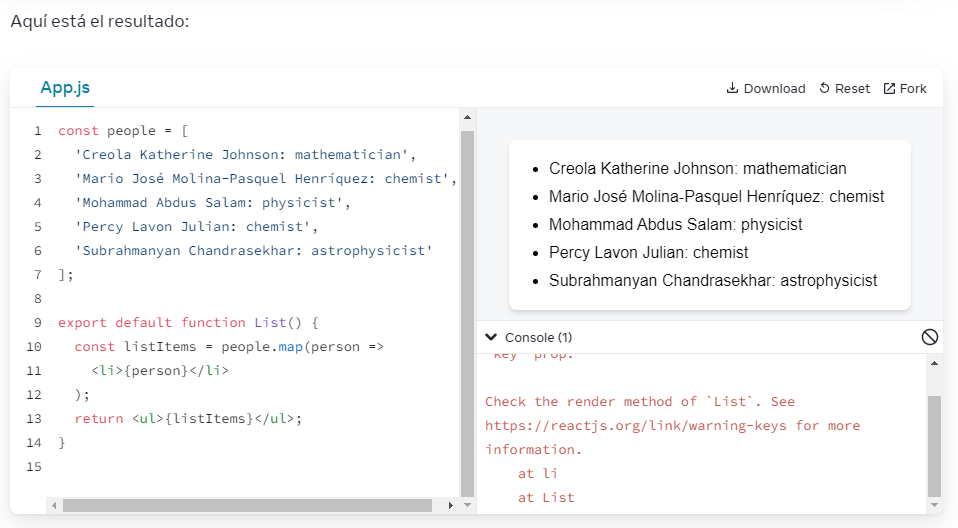 Aquí está el resultado:
App.js
Download Reset Fork
1 const people = [
2 'Creola Katherine Johnson: mathematician',
3 'Mario José Molina-Pasquel Henríquez: chemist',
4 'Mohammad Abdus Salam: physicist',
5 'Percy Lavon Julian: chemist',
6 'Subrahmanyan Chandrasekhar: astrophysicist'
7 ];
8
9 export default function List() {
10 const listItems = people.map(person =>
11 <li>{person}</li>
12 );
13 return <ul>{listItems}</ul>;
14 }
15
• Creola Katherine Johnson: mathematician
• Mario José Molina-Pasquel Henríquez: chemist
• Mohammad Abdus Salam: physicist
• Percy Lavon Julian: chemist
• Subrahmanyan Chandrasekhar: astrophysicist
Console (1)
"key" prop.
Check the render method of `List`. See
https://reactjs.org/link/warning-keys for more
information.
at li
at List